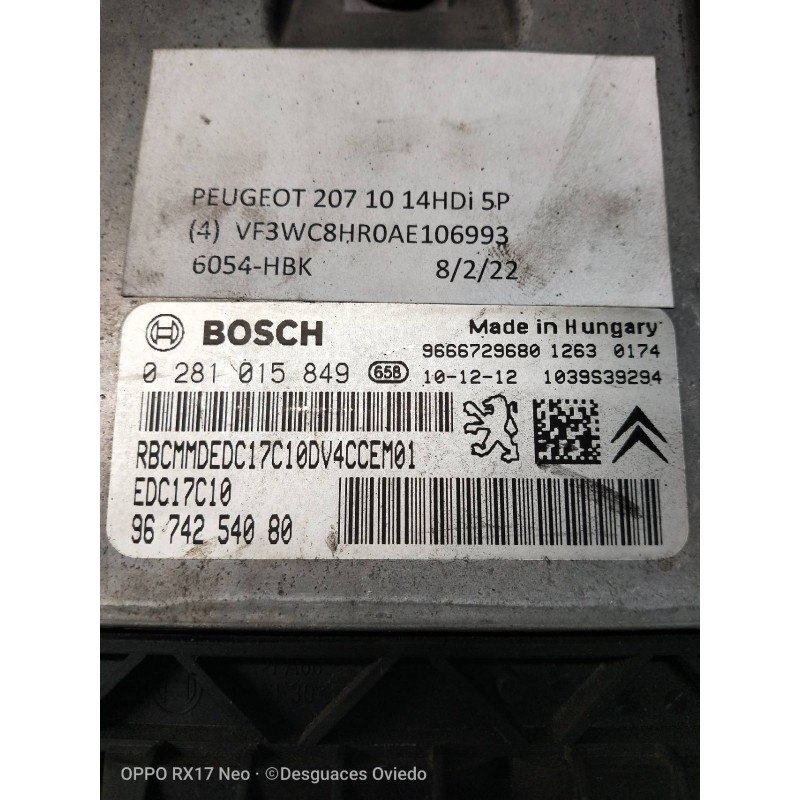 PEUGEOT 207 10 14HDi 5P
(4) VF3WC8HR0AE106993
6054-HBK 8/2/22
BOSCH Made in Hungary
9666729680 1263 0174
0 281 015 849 658 10-12-12 1039S39294
RBCMMDEDC17C10DV4CCEM01
EDC17C10
96 742 540 80
OPPO RX17 Neo · ©Desguaces Oviedo